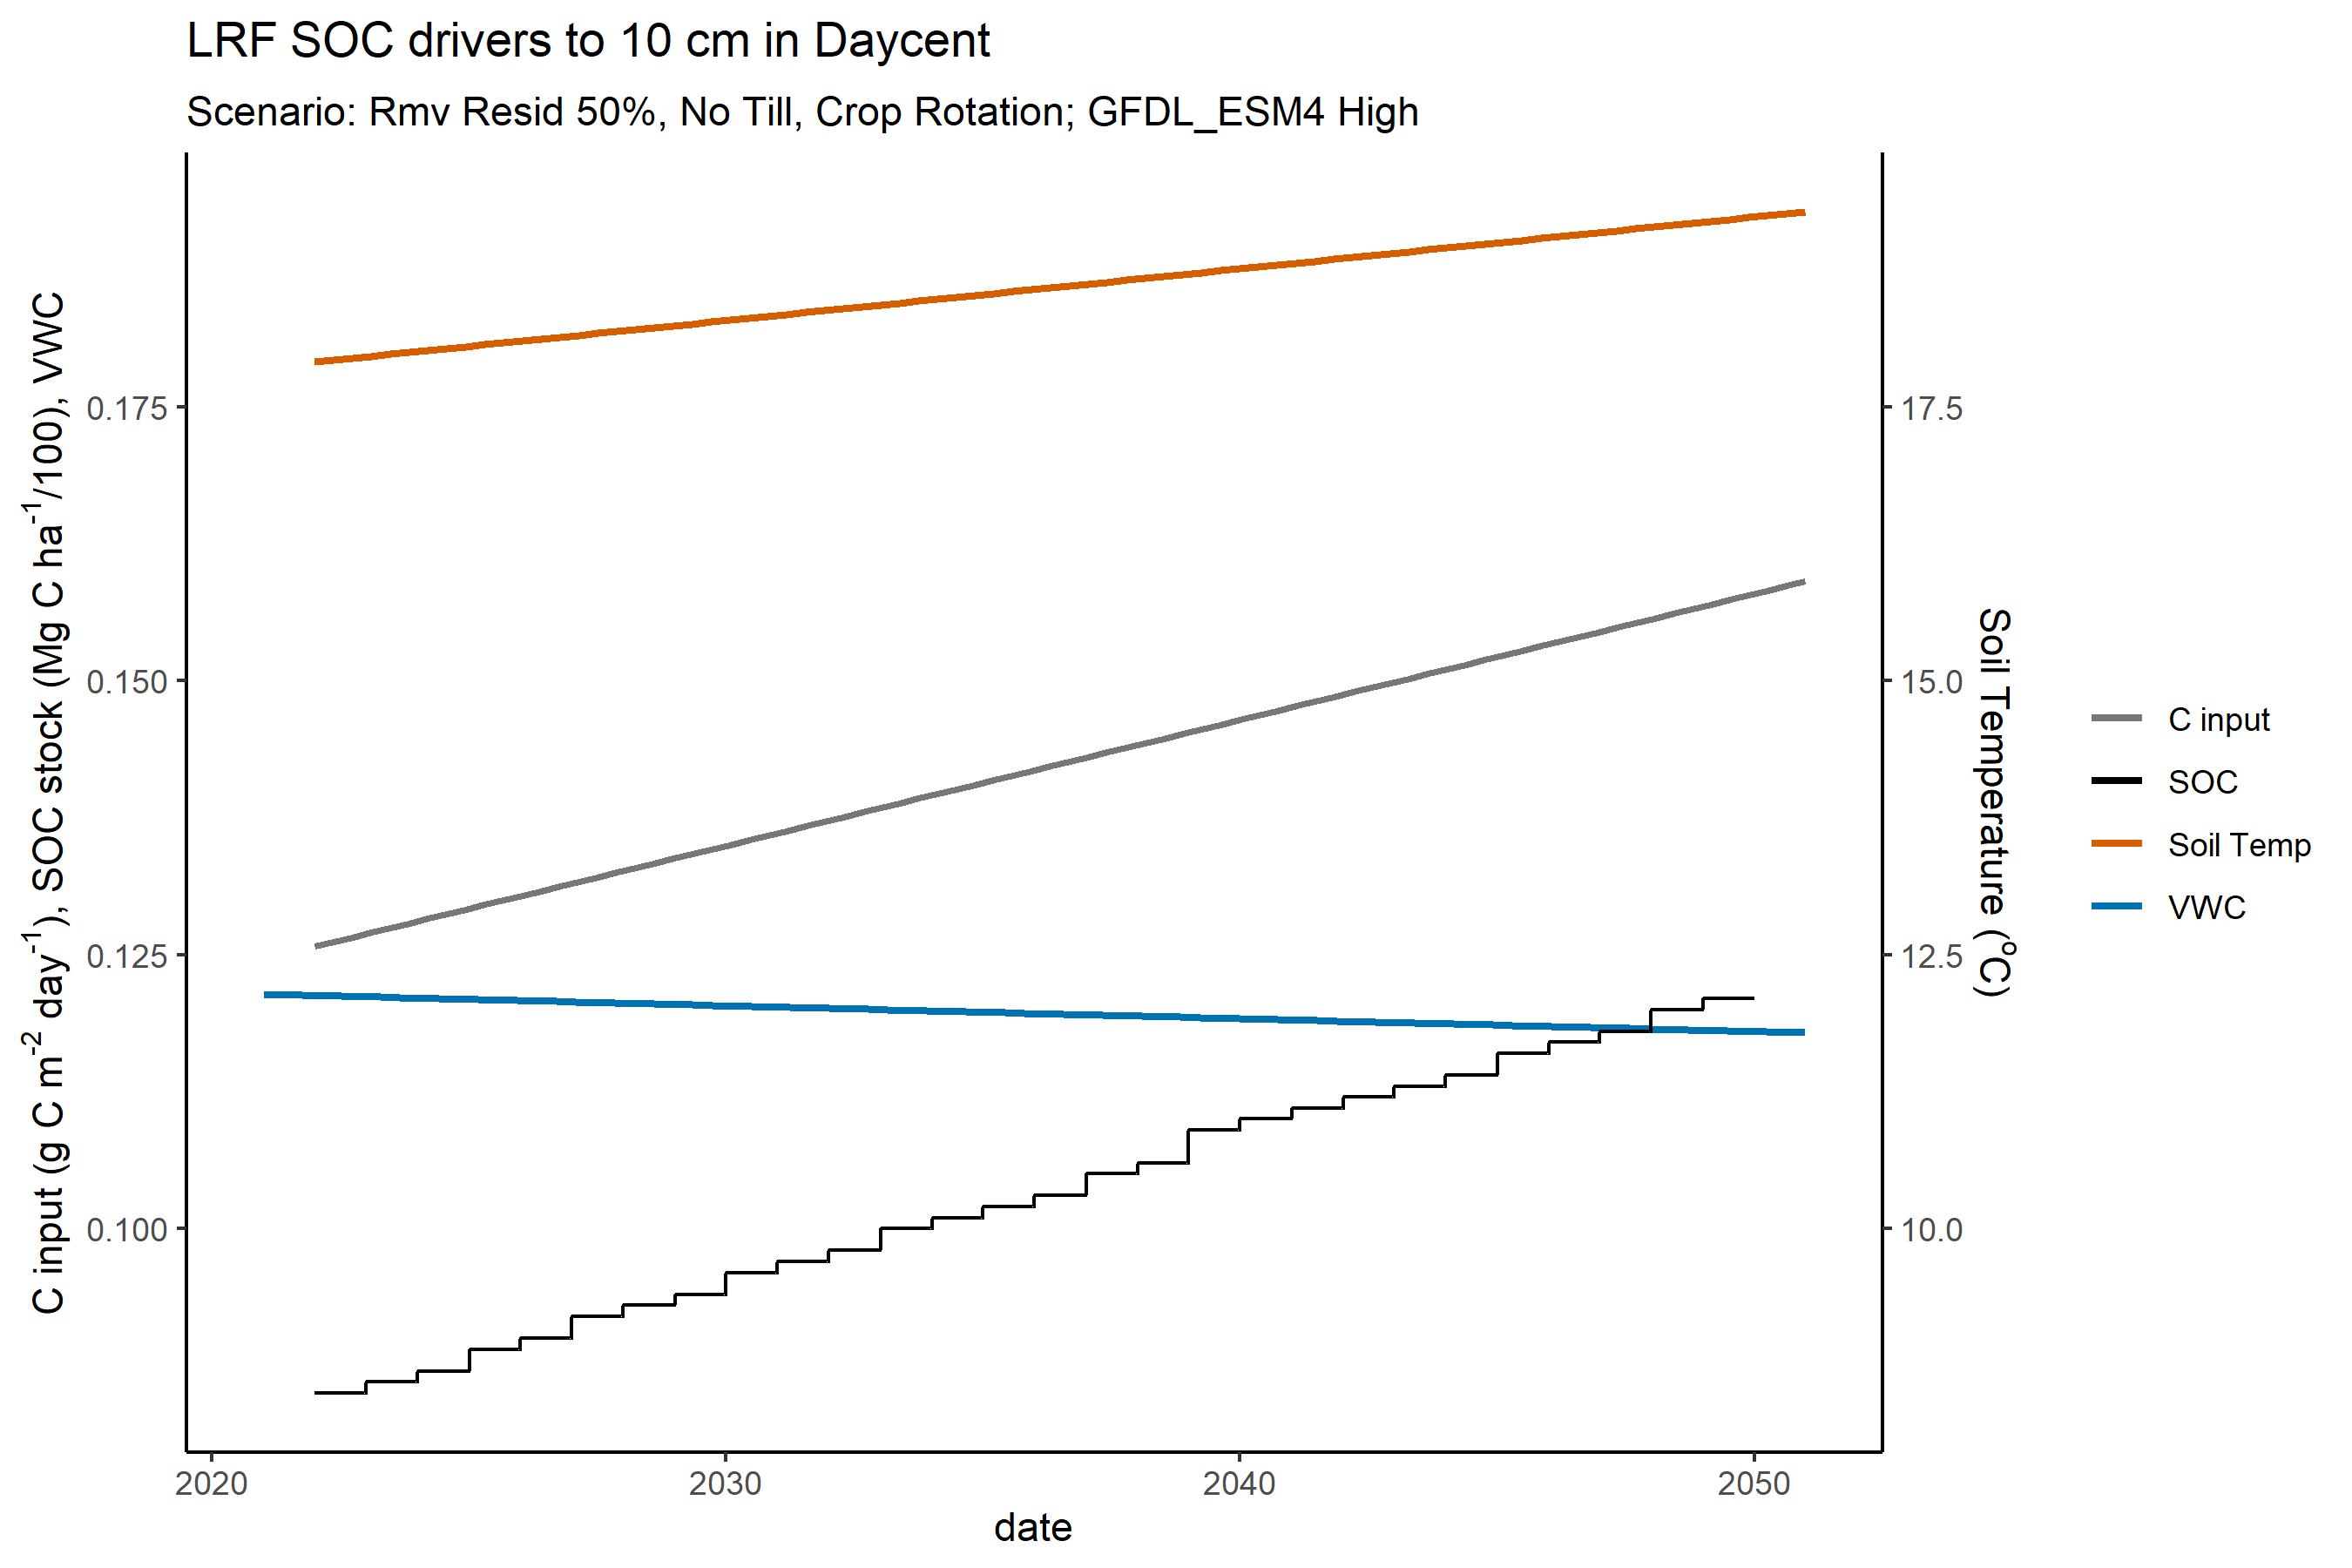 LRF SOC drivers to 10 cm in Daycent
Scenario: Rmv Resid 50%, No Till, Crop Rotation; GFDL_ESM4 High
C input (g C m⁻² day⁻¹), SOC stock (Mg C ha⁻¹/100), VWC
0.175
0.150
0.125
0.100
17.5
15.0
12.5
10.0
Soil Temperature (ºC)
C input
SOC
Soil Temp
VWC
2020
2030
2040
2050
date